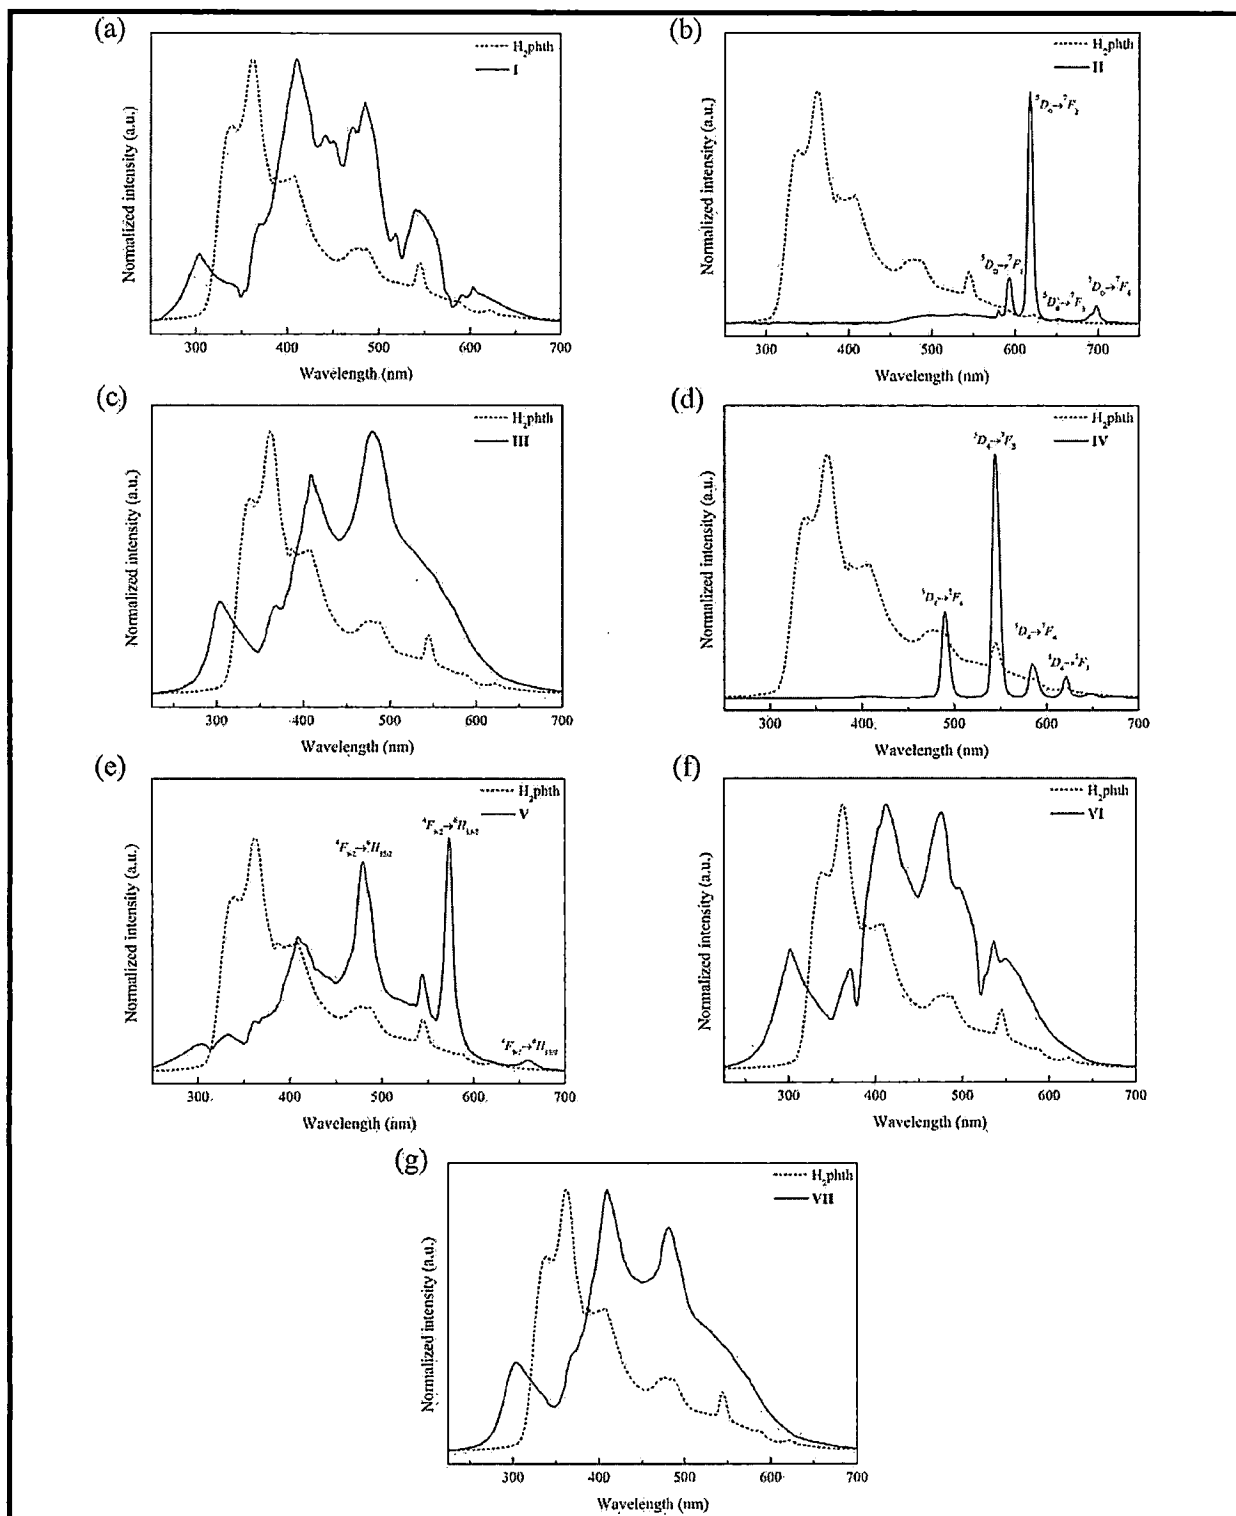 (a)
H₂phth
I
Normalized intensity (a.u.)
300 400 500 600 700
Wavelength (nm)
(b)
H₂phth
II
⁵D₀→⁷F₂
⁵D₀→⁷F₁
⁵D₀→⁷F₃
⁵D₀→⁷F₄
Normalized intensity (a.u.)
300 400 500 600 700
Wavelength (nm)
(c)
H₂phth
III
Normalized intensity (a.u.)
300 400 500 600 700
Wavelength (nm)
(d)
H₂phth
IV
⁵D₄→⁷F₅
⁵D₄→⁷F₆
⁵D₄→⁷F₄
⁵D₄→⁷F₃
Normalized intensity (a.u.)
300 400 500 600 700
Wavelength (nm)
(e)
H₂phth
V
⁴F₉/₂→⁶H₁₃/₂
⁴F₉/₂→⁶H₁₅/₂
Normalized intensity (a.u.)
300 400 500 600 700
Wavelength (nm)
(f)
H₂phth
VI
Normalized intensity (a.u.)
300 400 500 600 700
Wavelength (nm)
(g)
H₂phth
VII
Normalized intensity (a.u.)
300 400 500 600 700
Wavelength (nm)